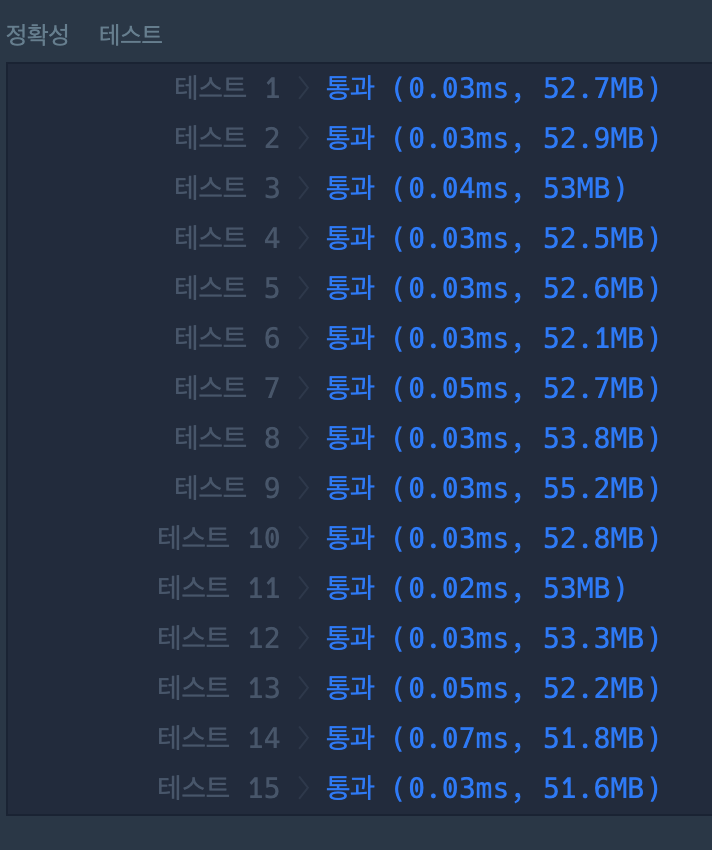 정확성 테스트
테스트 1 〉 통과 (0.03ms, 52.7MB)
테스트 2 〉 통과 (0.03ms, 52.9MB)
테스트 3 〉 통과 (0.04ms, 53MB)
테스트 4 〉 통과 (0.03ms, 52.5MB)
테스트 5 〉 통과 (0.03ms, 52.6MB)
테스트 6 〉 통과 (0.03ms, 52.1MB)
테스트 7 〉 통과 (0.05ms, 52.7MB)
테스트 8 〉 통과 (0.03ms, 53.8MB)
테스트 9 〉 통과 (0.03ms, 55.2MB)
테스트 10 〉 통과 (0.03ms, 52.8MB)
테스트 11 〉 통과 (0.02ms, 53MB)
테스트 12 〉 통과 (0.03ms, 53.3MB)
테스트 13 〉 통과 (0.05ms, 52.2MB)
테스트 14 〉 통과 (0.07ms, 51.8MB)
테스트 15 〉 통과 (0.03ms, 51.6MB)